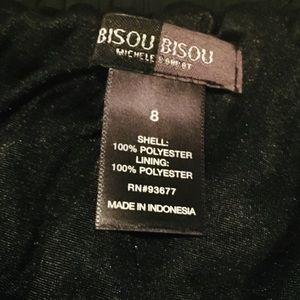 BISOU BISOU
MICHELE BOHBOT
8
SHELL:
100% POLYESTER
LINING:
100% POLYESTER
RN#93677
MADE IN INDONESIA